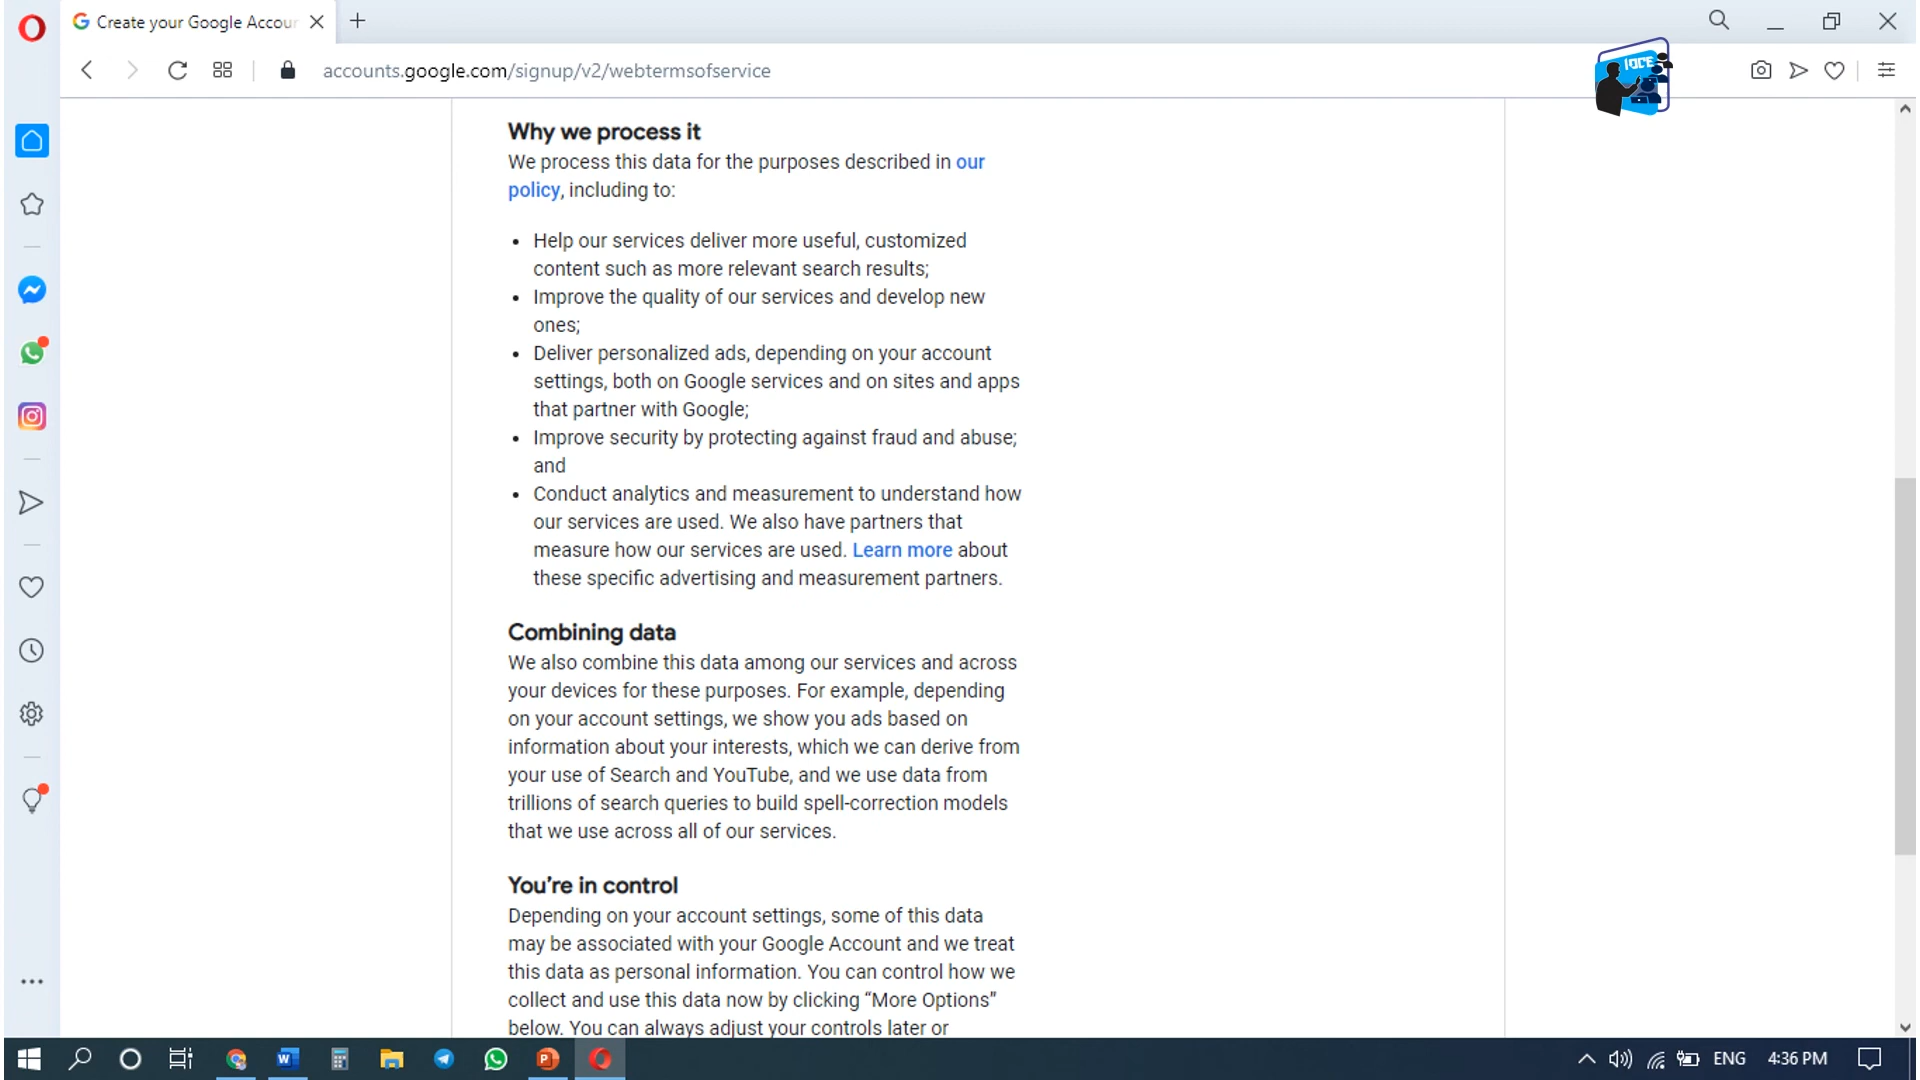 Create your Google Accoun
accounts.google.com/signup/v2/webtermsofservice
IQCE
Why we process it
We process this data for the purposes described in our
policy, including to:
• Help our services deliver more useful, customized
content such as more relevant search results;
• Improve the quality of our services and develop new
ones;
• Deliver personalized ads, depending on your account
settings, both on Google services and on sites and apps
that partner with Google;
• Improve security by protecting against fraud and abuse;
and
• Conduct analytics and measurement to understand how
our services are used. We also have partners that
measure how our services are used. Learn more about
these specific advertising and measurement partners.
Combining data
We also combine this data among our services and across
your devices for these purposes. For example, depending
on your account settings, we show you ads based on
information about your interests, which we can derive from
your use of Search and YouTube, and we use data from
trillions of search queries to build spell-correction models
that we use across all of our services.
You’re in control
Depending on your account settings, some of this data
may be associated with your Google Account and we treat
this data as personal information. You can control how we
collect and use this data now by clicking “More Options”
below. You can always adjust your controls later or
ENG
4:36 PM